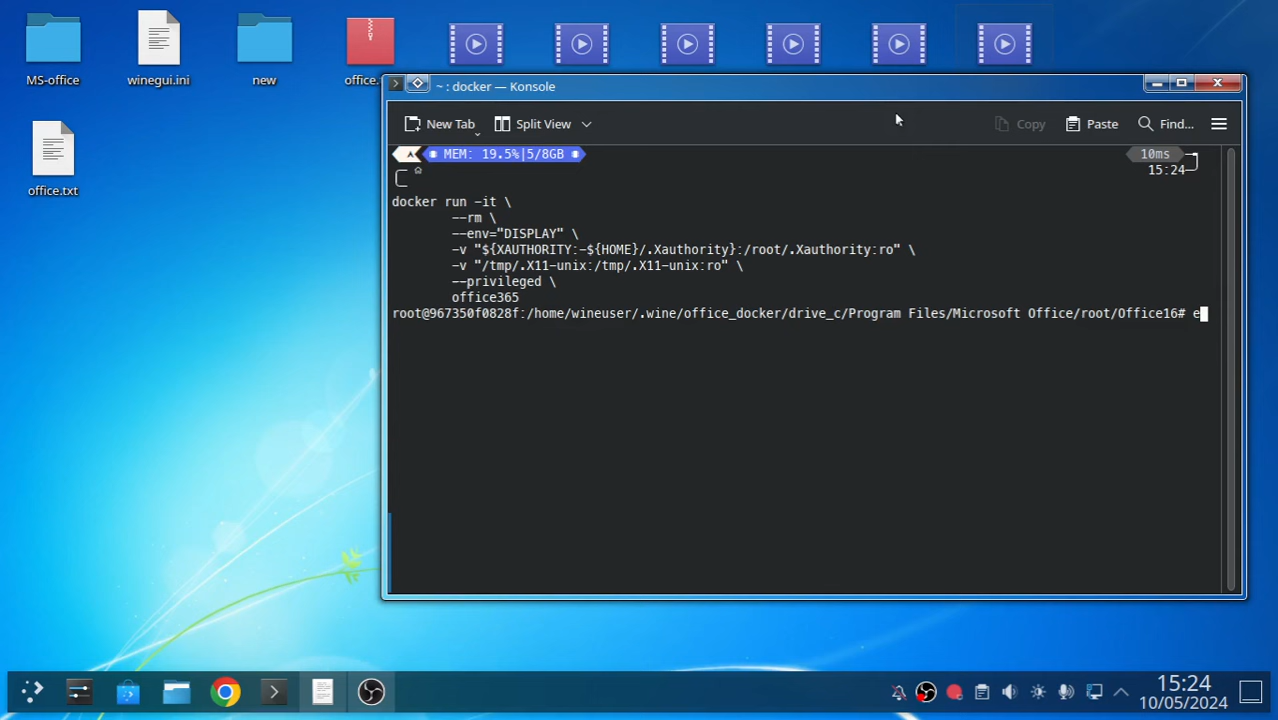 MS-office
winegui.ini
new
office.
office.txt
~ : docker — Konsole
New Tab
Split View
Copy
Paste
Find...
MEM: 19.5%|5/8GB
10ms
15:24
docker run -it \
--rm \
--env="DISPLAY" \
-v "${XAUTHORITY:-${HOME}/.Xauthority}:/root/.Xauthority:ro" \
-v "/tmp/.X11-unix:/tmp/.X11-unix:ro" \
--privileged \
office365
root@967350f0828f:/home/wineuser/.wine/office_docker/drive_c/Program Files/Microsoft Office/root/Office16# e
15:24
10/05/2024